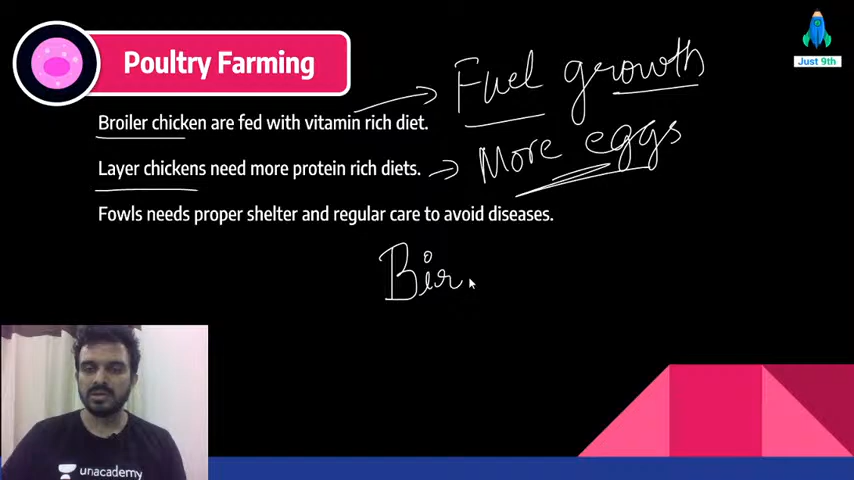 Poultry Farming
Just 9th
Broiler chicken are fed with vitamin rich diet.
Fuel growth
Layer chickens need more protein rich diets.
More eggs
Fowls needs proper shelter and regular care to avoid diseases.
Bir
unacademy